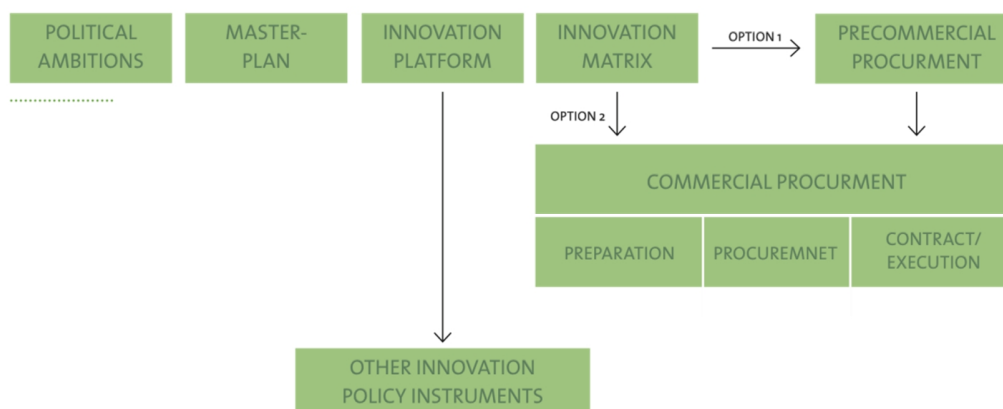 POLITICAL
AMBITIONS
MASTER-
PLAN
INNOVATION
PLATFORM
INNOVATION
MATRIX
OPTION 1
PRECOMMERCIAL
PROCURMENT
OPTION 2
COMMERCIAL PROCURMENT
PREPARATION
PROCUREMNET
CONTRACT/
EXECUTION
OTHER INNOVATION
POLICY INSTRUMENTS